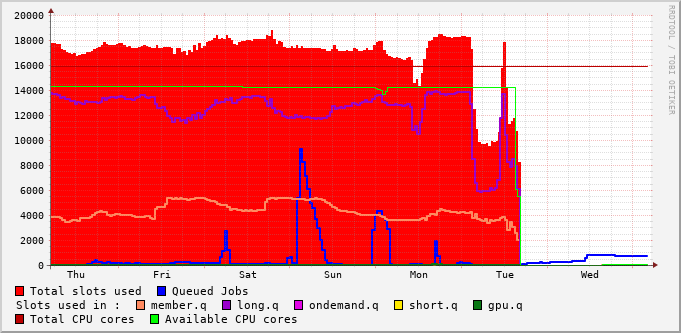 20000
18000
16000
14000
12000
10000
8000
6000
4000
2000
0
Thu Fri Sat Sun Mon Tue Wed
Total slots used Queued Jobs
Slots used in : member.q long.q ondemand.q short.q gpu.q
Total CPU cores Available CPU cores
RRDTOOL / TOBI OETIKER